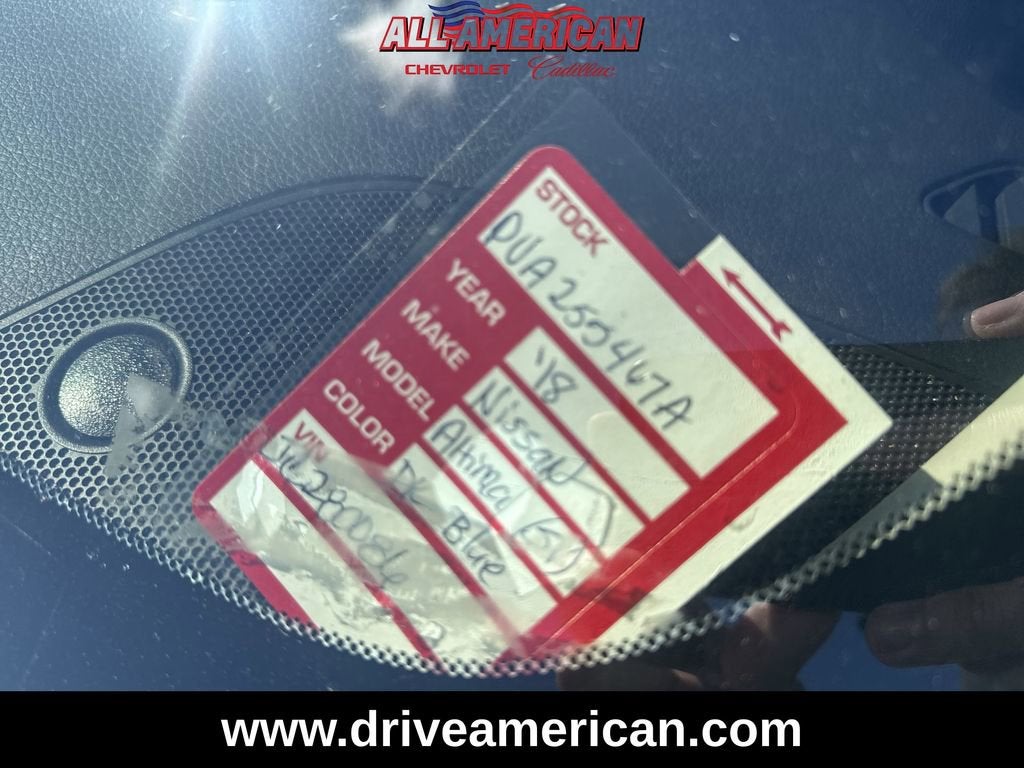 ALL AMERICAN
CHEVROLET Cadillac
STOCK
PUA255467A
YEAR '18
MAKE Nissan
MODEL Altima
COLOR DK Blue
VIN
www.driveamerican.com